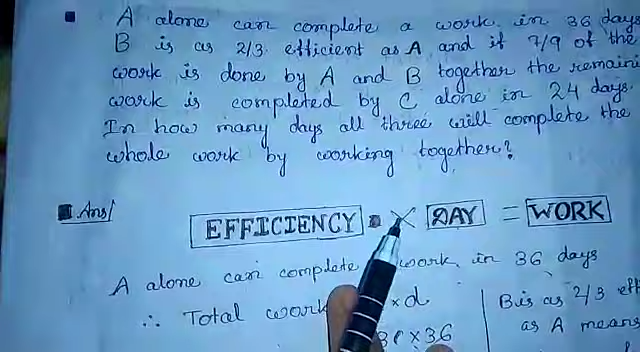 A alone can complete a work in 36 days
B is as 2/3 efficient as A and if 7/9 of the
work is done by A and B together the remaini
work is completed by C alone in 24 days.
In how many days all three will complete the
whole work by working together?
Ans/
EFFICIENCY × DAY = WORK
A alone can complete work in 36 days
∴ Total work × d
B is as 2/3 eff
3e × 36
as A means